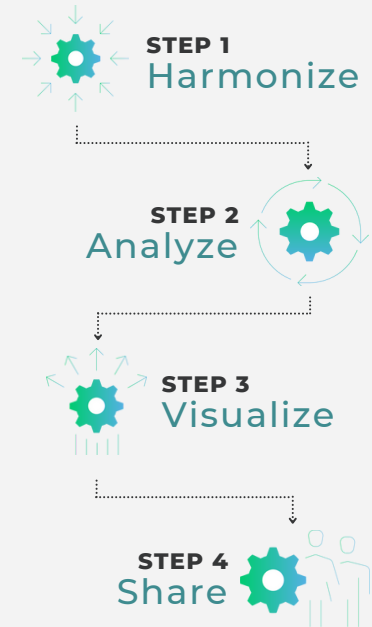 STEP 1
Harmonize
STEP 2
Analyze
STEP 3
Visualize
STEP 4
Share